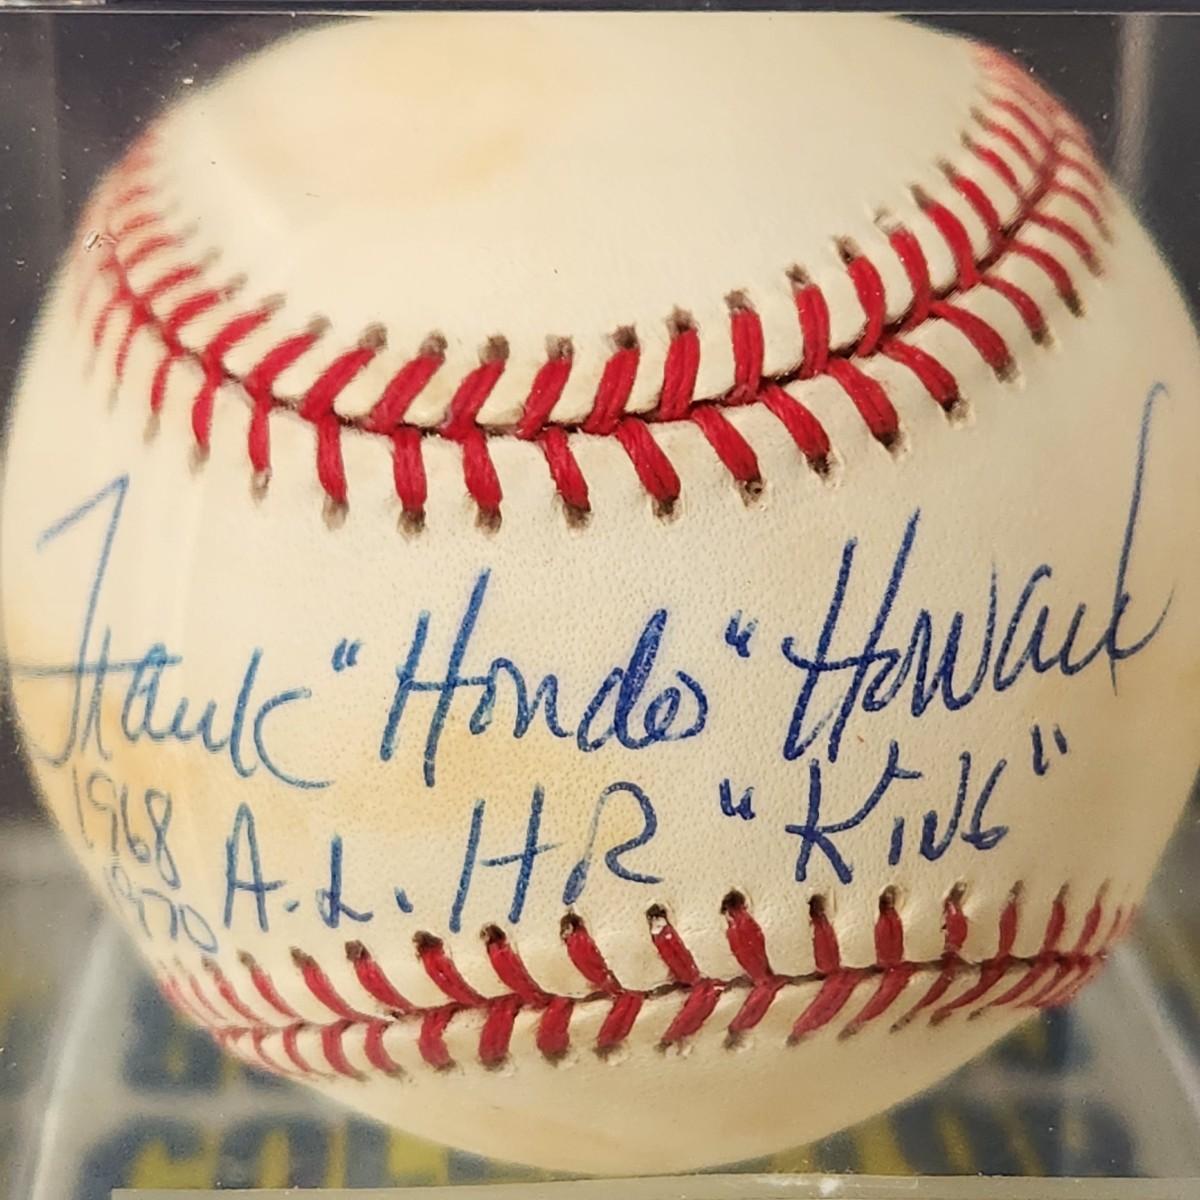 Frank "Hondo" Howard
1968 A.L. HR "KING"
1970